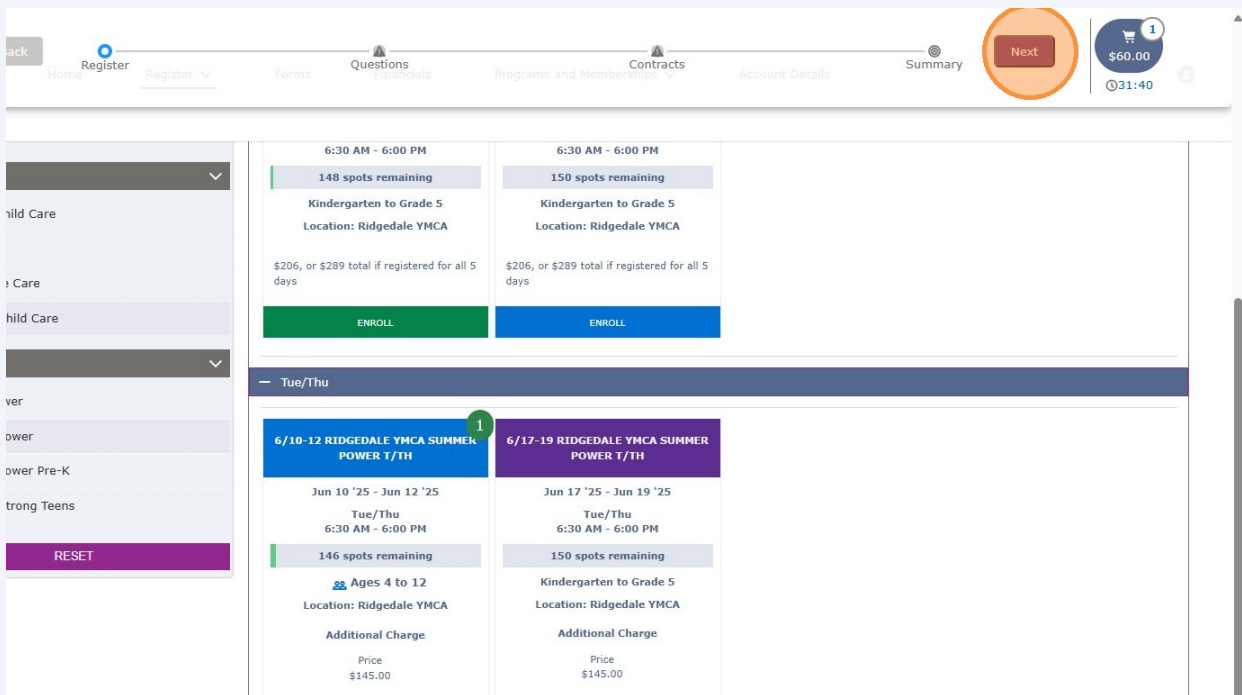 ack
Register
Questions
Contracts
Summary
Next
1
$60.00
31:40
Home
Register
Forms
Financials
Programs and Memberships
Account Details
hild Care
e Care
hild Care
wer
ower
ower Pre-K
trong Teens
RESET
6:30 AM - 6:00 PM
148 spots remaining
Kindergarten to Grade 5
Location: Ridgedale YMCA
$206, or $289 total if registered for all 5
days
ENROLL
6:30 AM - 6:00 PM
150 spots remaining
Kindergarten to Grade 5
Location: Ridgedale YMCA
$206, or $289 total if registered for all 5
days
ENROLL
Tue/Thu
1
6/10-12 RIDGEDALE YMCA SUMMER
POWER T/TH
Jun 10 '25 - Jun 12 '25
Tue/Thu
6:30 AM - 6:00 PM
146 spots remaining
Ages 4 to 12
Location: Ridgedale YMCA
Additional Charge
Price
$145.00
6/17-19 RIDGEDALE YMCA SUMMER
POWER T/TH
Jun 17 '25 - Jun 19 '25
Tue/Thu
6:30 AM - 6:00 PM
150 spots remaining
Kindergarten to Grade 5
Location: Ridgedale YMCA
Additional Charge
Price
$145.00